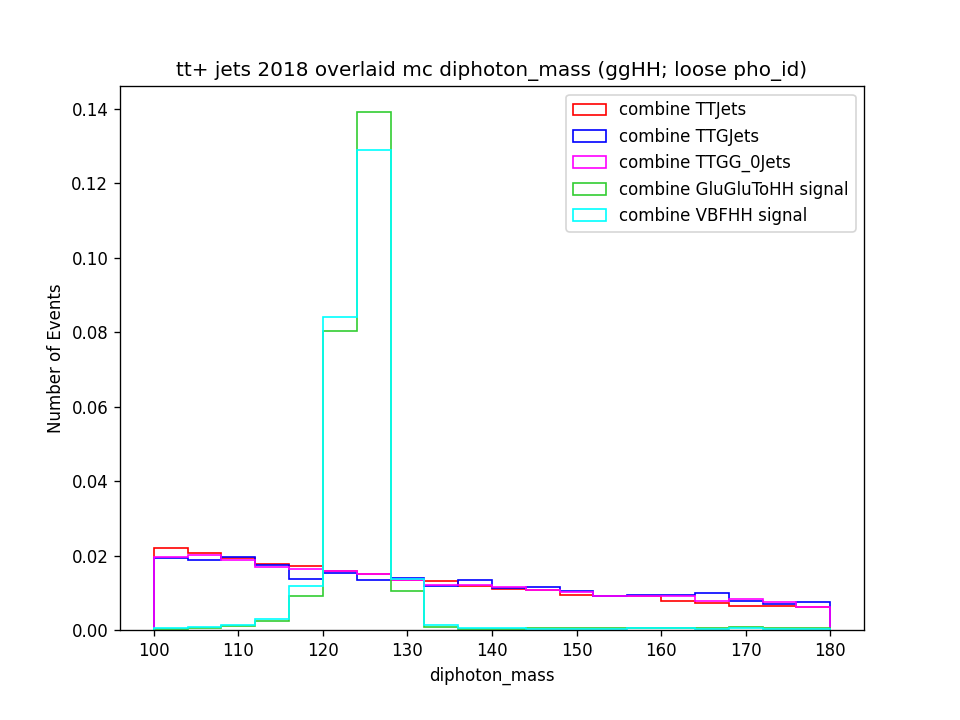 tt+ jets 2018 overlaid mc diphoton_mass (ggHH; loose pho_id)
combine TTJets
combine TTGJets
combine TTGG_0Jets
combine GluGluToHH signal
combine VBFHH signal
Number of Events
0.14
0.12
0.10
0.08
0.06
0.04
0.02
0.00
100 110 120 130 140 150 160 170 180
diphoton_mass